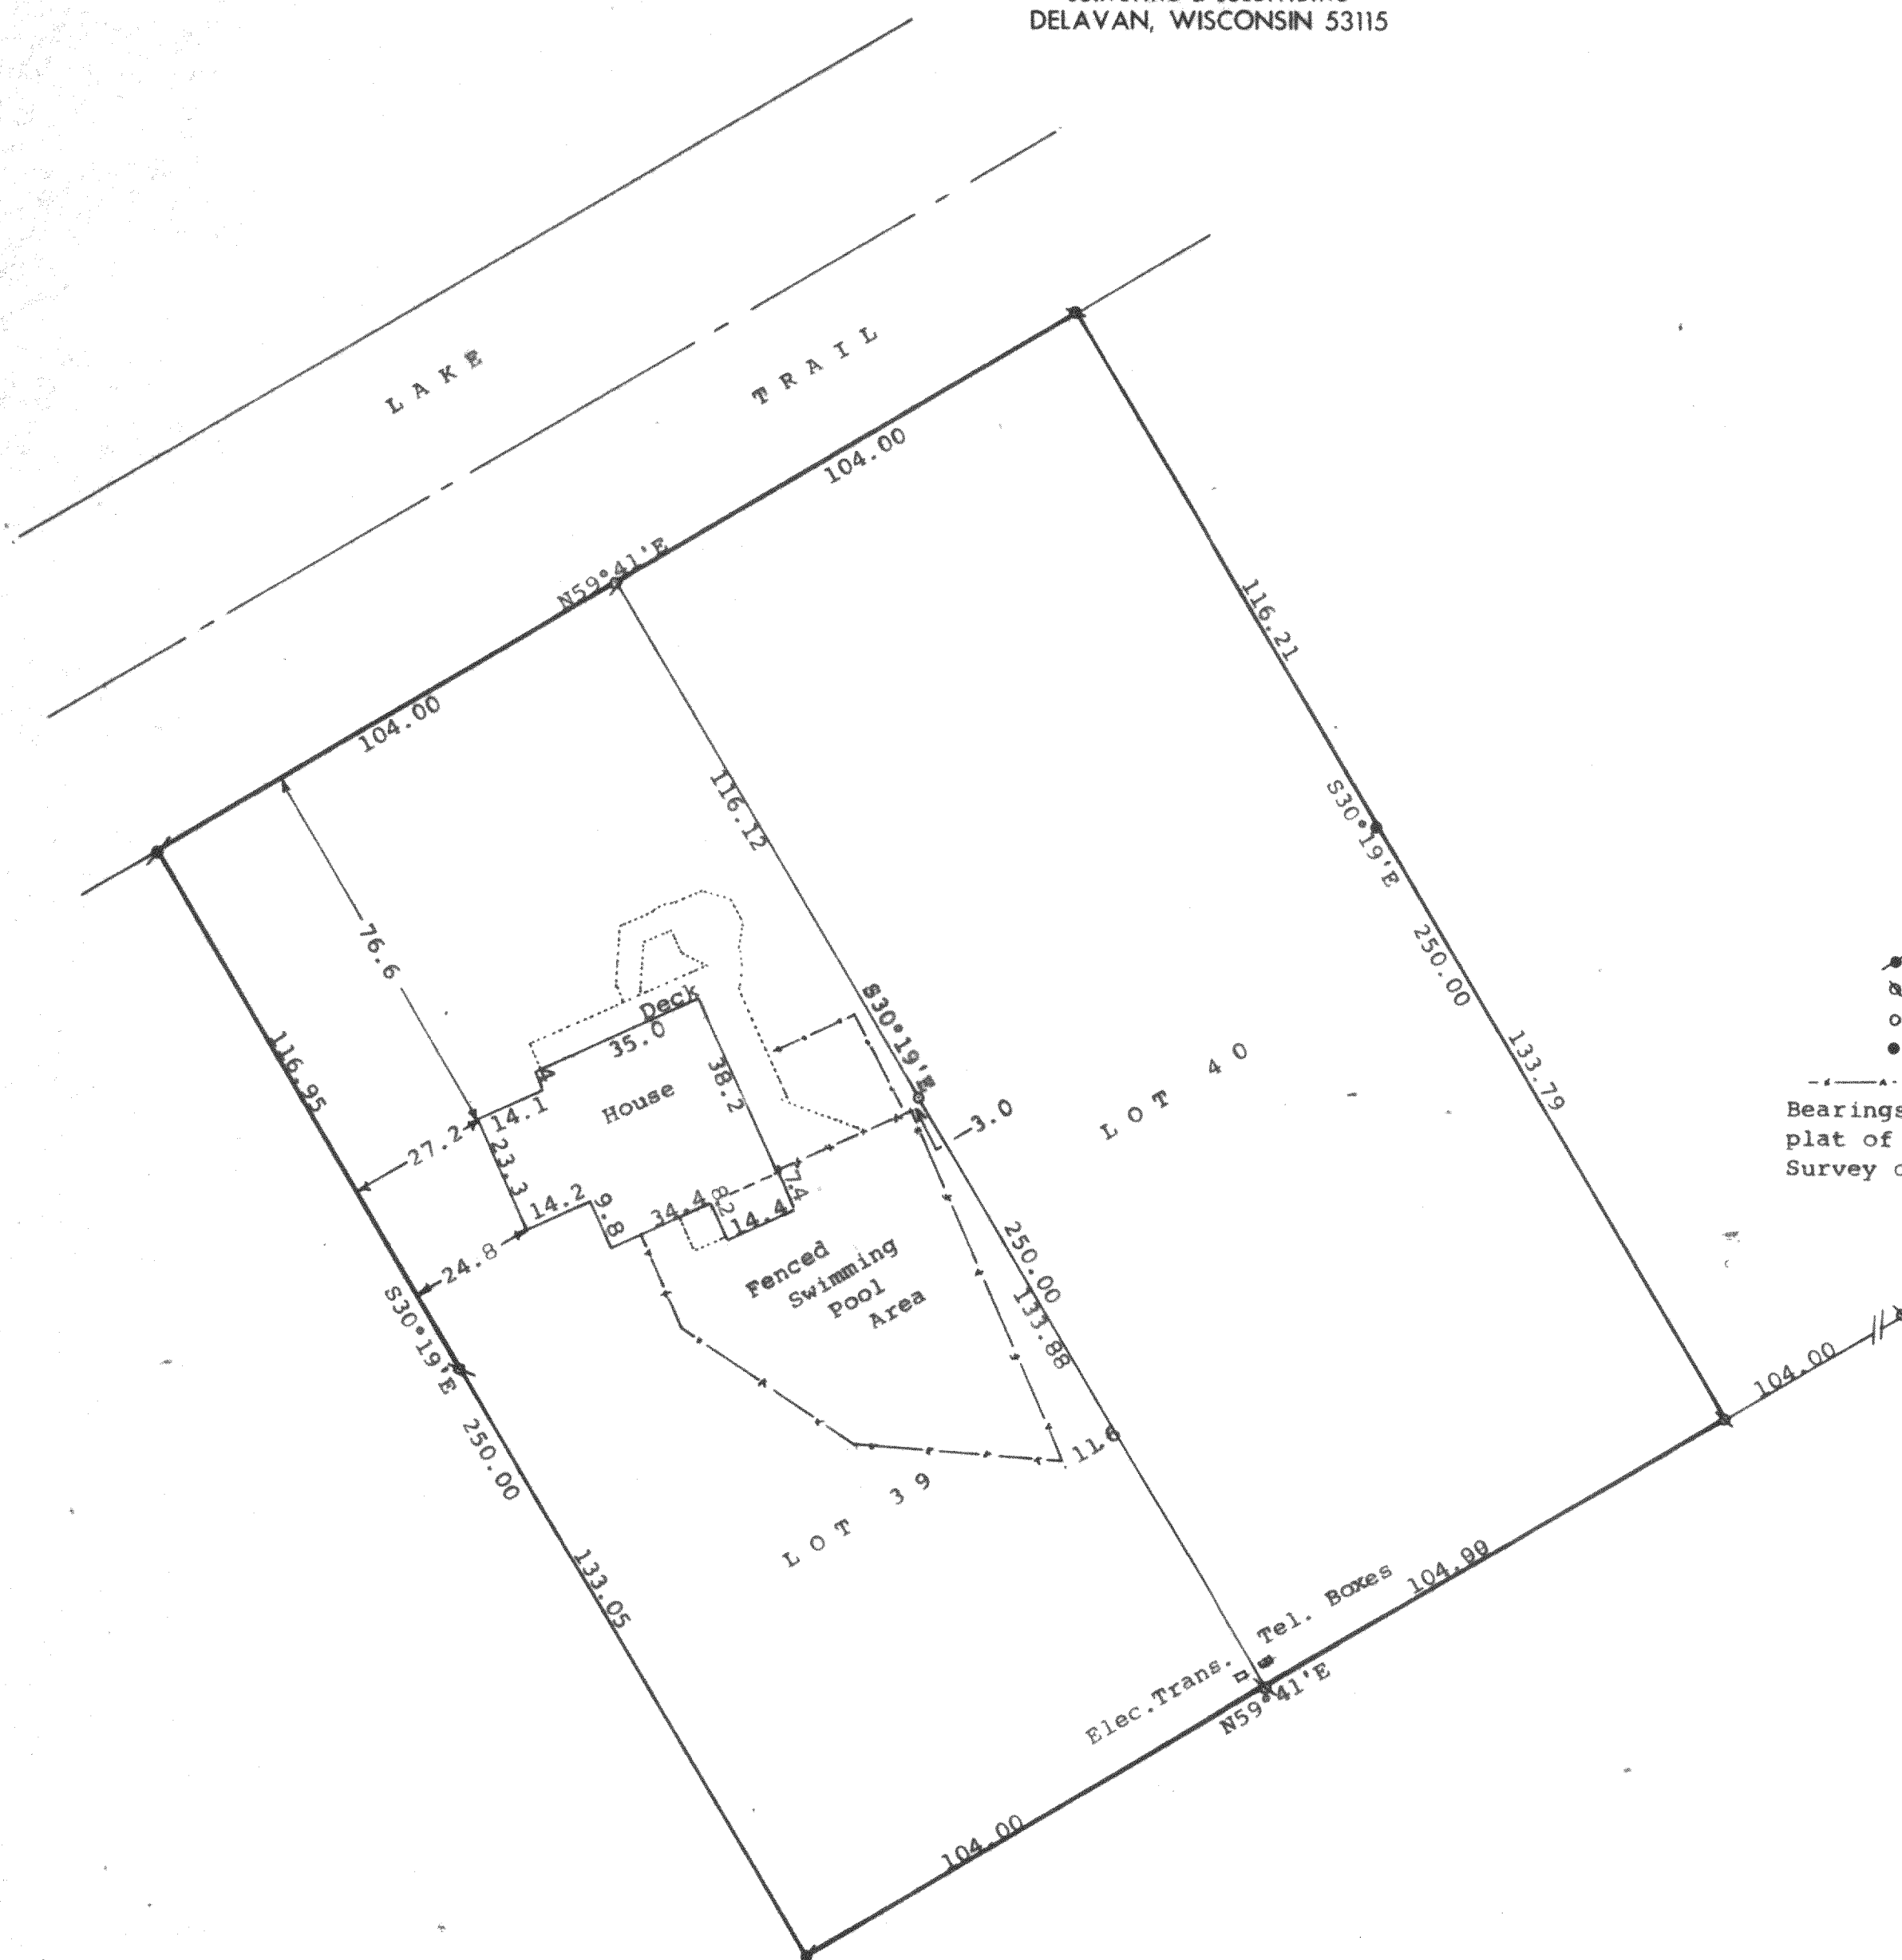 DELAVAN, WISCONSIN 53115
LAKE TRAIL
104.00
N59°41'E
104.00
116.21
S30°19'E
250.00
133.79
116.12
S30°19'E
250.00
133.88
76.6
116.95
27.2
24.8
S30°19'E
250.00
133.05
Deck
35.0
4
14.1
House
38.2
23.3
14.2
9.8
34.4
8.2
14.4
7.4
3.0
LOT 40
Fenced
Swimming
Pool
Area
11.6
LOT 39
Bearings
plat of
Survey
104.00
Tel. Boxes
104.99
Elec.Trans.
N59°41'E
104.00